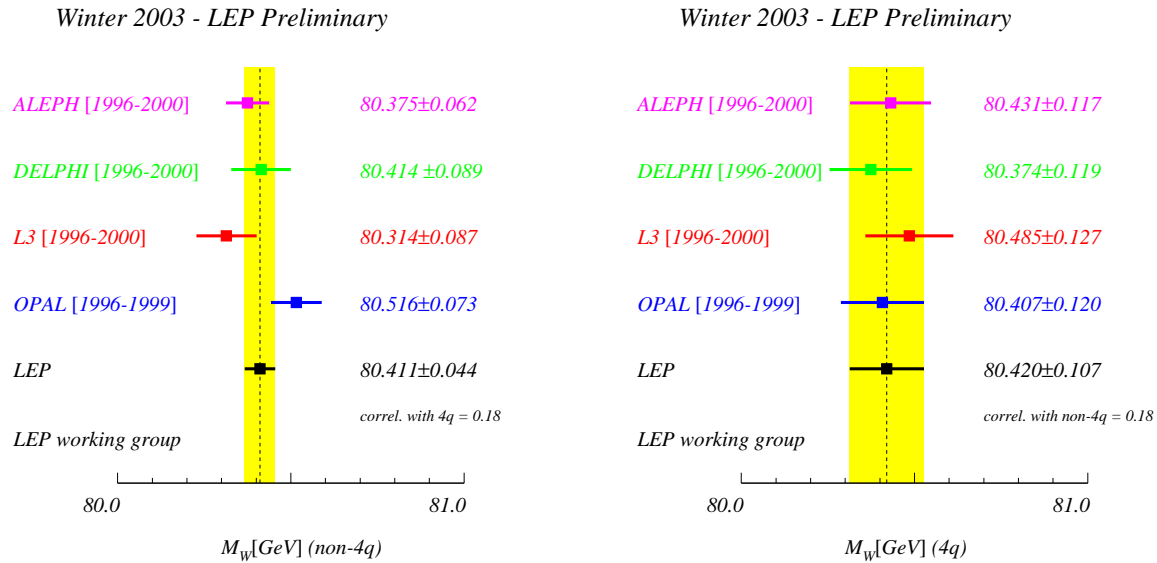 Winter 2003 - LEP Preliminary
ALEPH [1996-2000] 80.375±0.062
DELPHI [1996-2000] 80.414 ±0.089
L3 [1996-2000] 80.314±0.087
OPAL [1996-1999] 80.516±0.073
LEP 80.411±0.044
correl. with 4q = 0.18
LEP working group
80.0 81.0
M_W[GeV] (non-4q)
Winter 2003 - LEP Preliminary
ALEPH [1996-2000] 80.431±0.117
DELPHI [1996-2000] 80.374±0.119
L3 [1996-2000] 80.485±0.127
OPAL [1996-1999] 80.407±0.120
LEP 80.420±0.107
correl. with non-4q = 0.18
LEP working group
80.0 81.0
M_W[GeV] (4q)